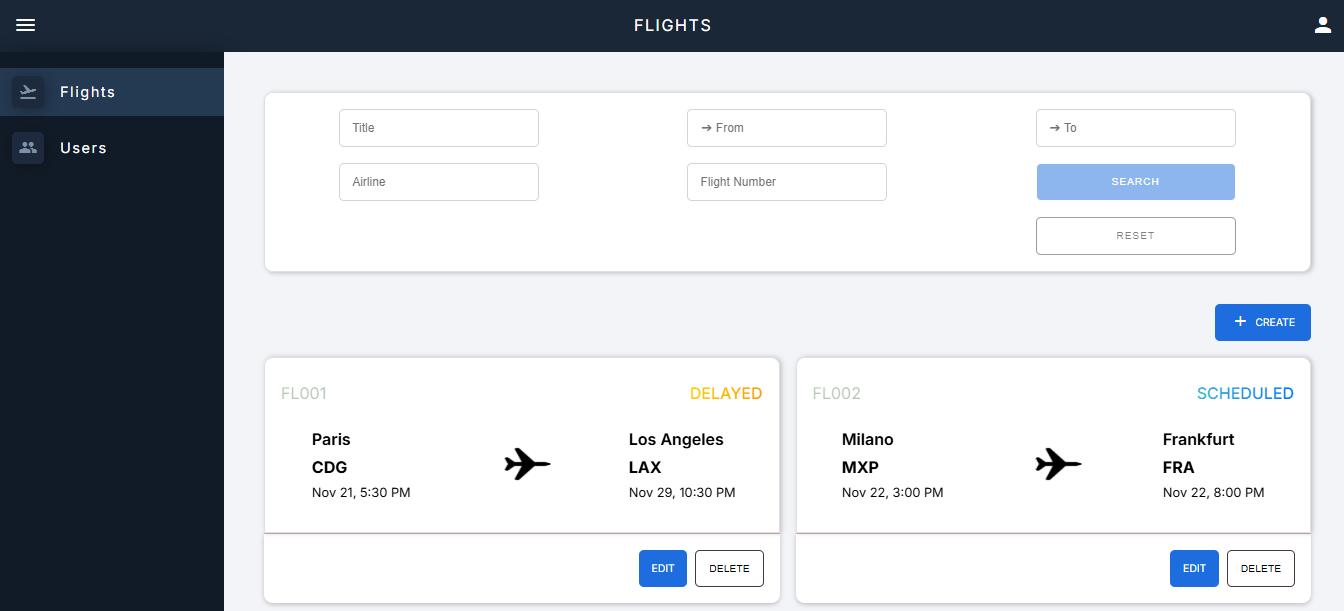 FLIGHTS
Flights
Users
Title
➔ From
➔ To
Airline
Flight Number
SEARCH
RESET
+ CREATE
FL001
DELAYED
Paris
CDG
Nov 21, 5:30 PM
Los Angeles
LAX
Nov 29, 10:30 PM
EDIT
DELETE
FL002
SCHEDULED
Milano
MXP
Nov 22, 3:00 PM
Frankfurt
FRA
Nov 22, 8:00 PM
EDIT
DELETE